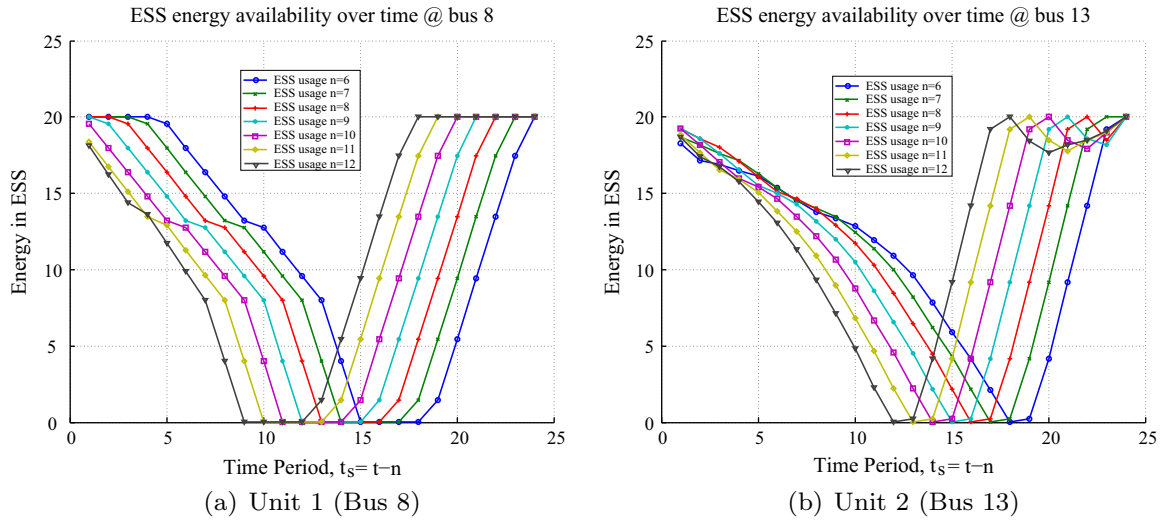 ESS energy availability over time @ bus 8
25
20
15
10
5
0
0
5
10
15
20
25
Energy in ESS
Time Period, ts= t−n
ESS usage n=6
ESS usage n=7
ESS usage n=8
ESS usage n=9
ESS usage n=10
ESS usage n=11
ESS usage n=12
(a) Unit 1 (Bus 8)
ESS energy availability over time @ bus 13
25
20
15
10
5
0
0
5
10
15
20
25
Energy in ESS
Time Period, ts= t−n
ESS usage n=6
ESS usage n=7
ESS usage n=8
ESS usage n=9
ESS usage n=10
ESS usage n=11
ESS usage n=12
(b) Unit 2 (Bus 13)